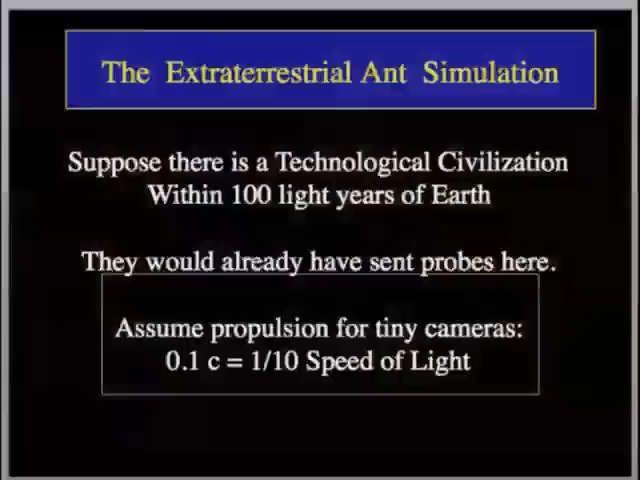 The Extraterrestrial Ant Simulation
Suppose there is a Technological Civilization
Within 100 light years of Earth
They would already have sent probes here.
Assume propulsion for tiny cameras:
0.1 c = 1/10 Speed of Light